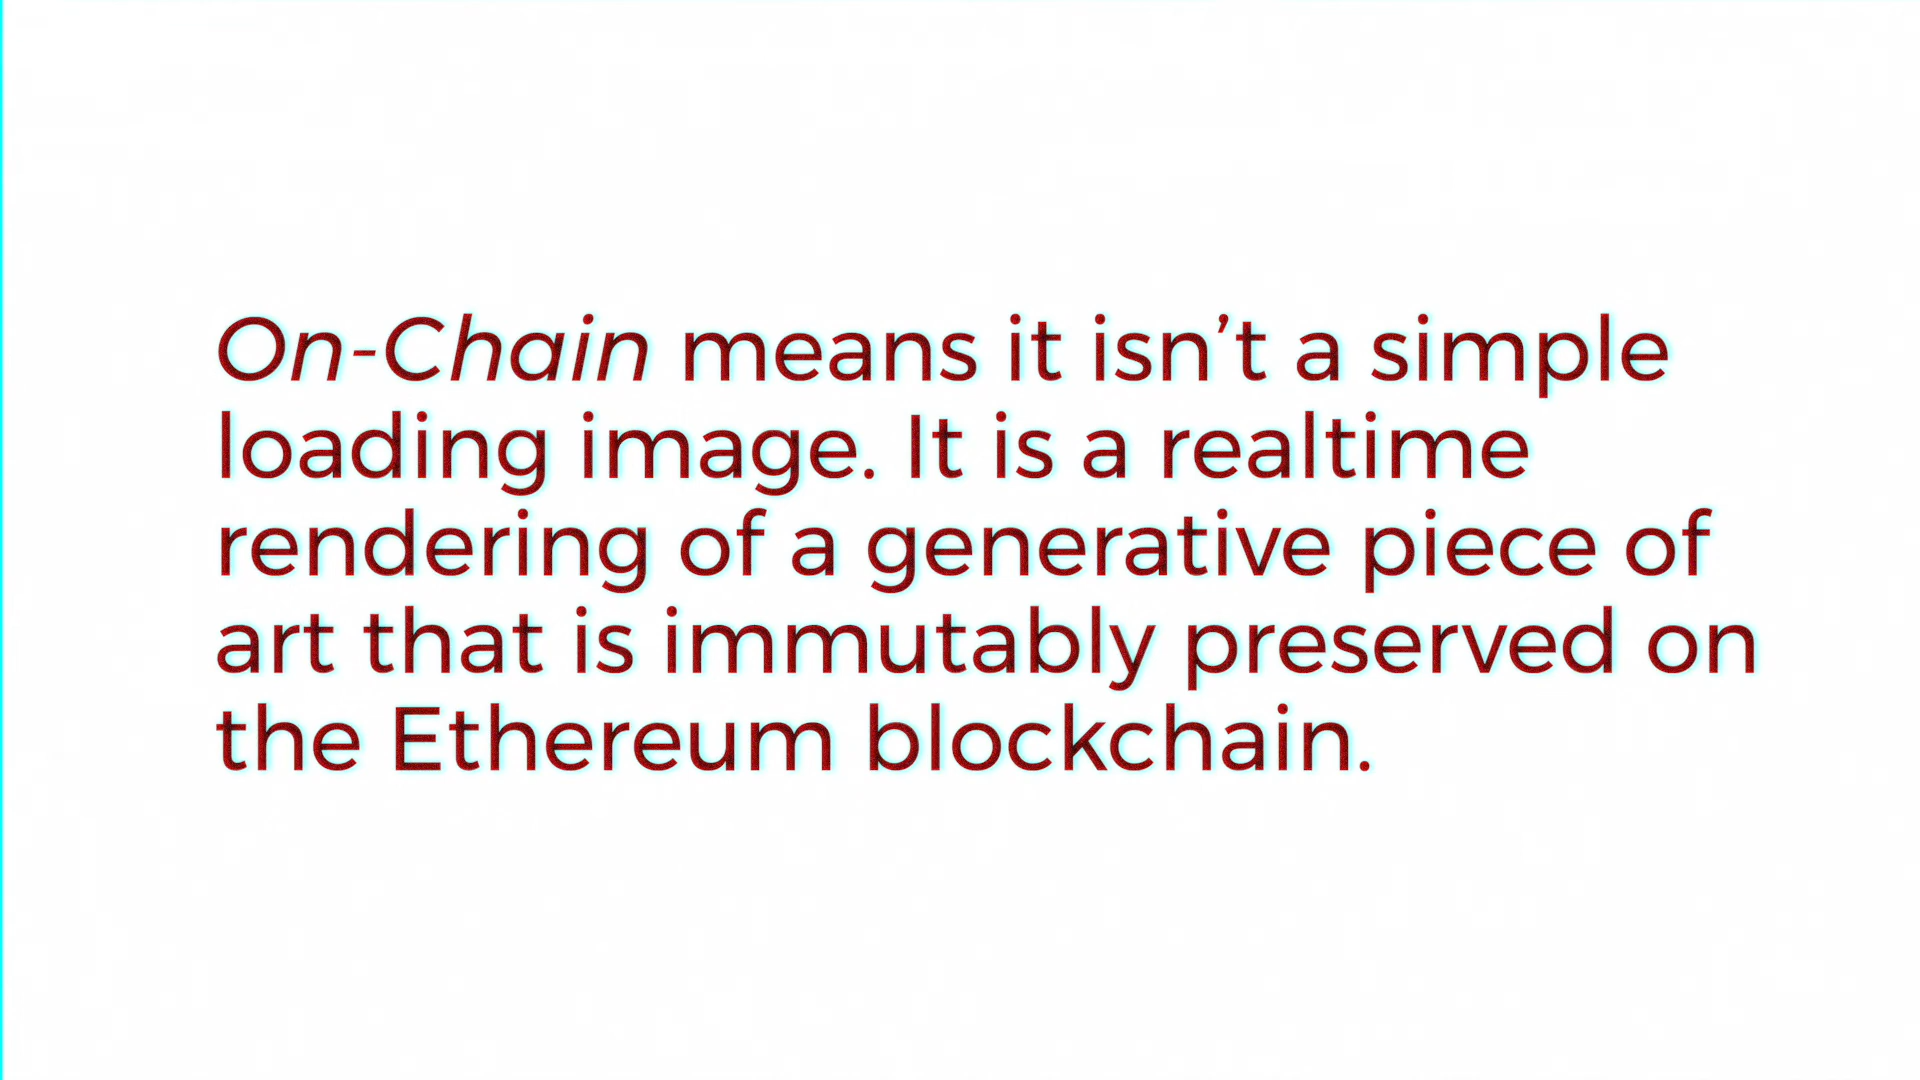 On-Chain means it isn’t a simple
loading image. It is a realtime
rendering of a generative piece of
art that is immutably preserved on
the Ethereum blockchain.